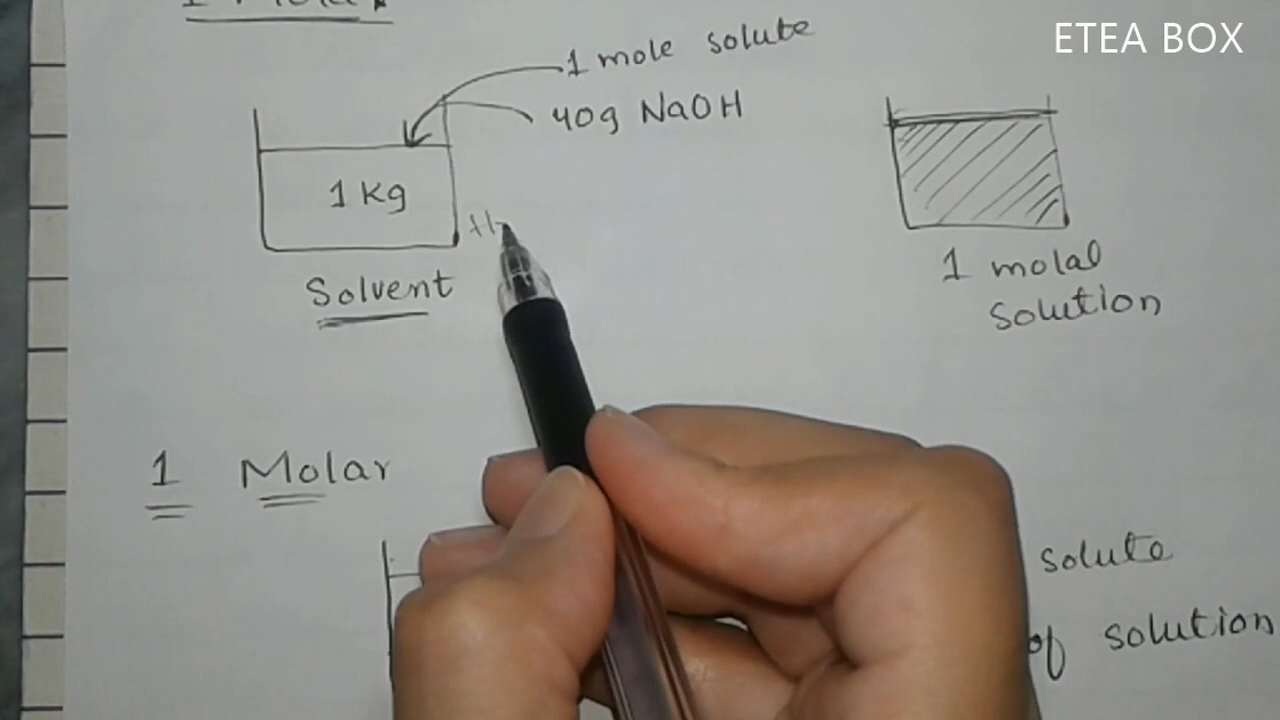 ETEA BOX
1 mole solute
40g NaOH
1 Kg
Solvent
1 molal
solution
1 Molar
solute
of solution